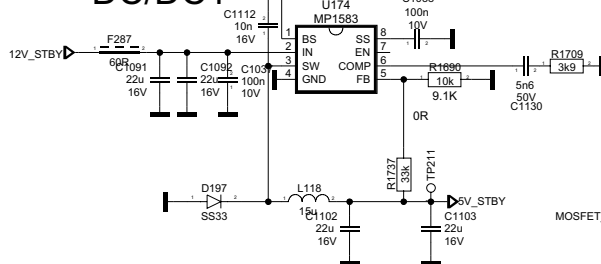 DC/DC1
U174
MP1583
C1112
10n
16V
100n
10V
1 BS SS 8
2 IN EN 7
3 SW COMP 6
4 GND FB 5
12V_STBY
F287
60R
C1091
22u
16V
C1092
22u
16V
100n
10V
R1690
10k
9.1K
R1709
3k9
5n6
50V
C1130
0R
R1737
33k
TP211
D197
SS33
L118
15u
C1102
22u
16V
5V_STBY
C1103
22u
16V
MOSFET